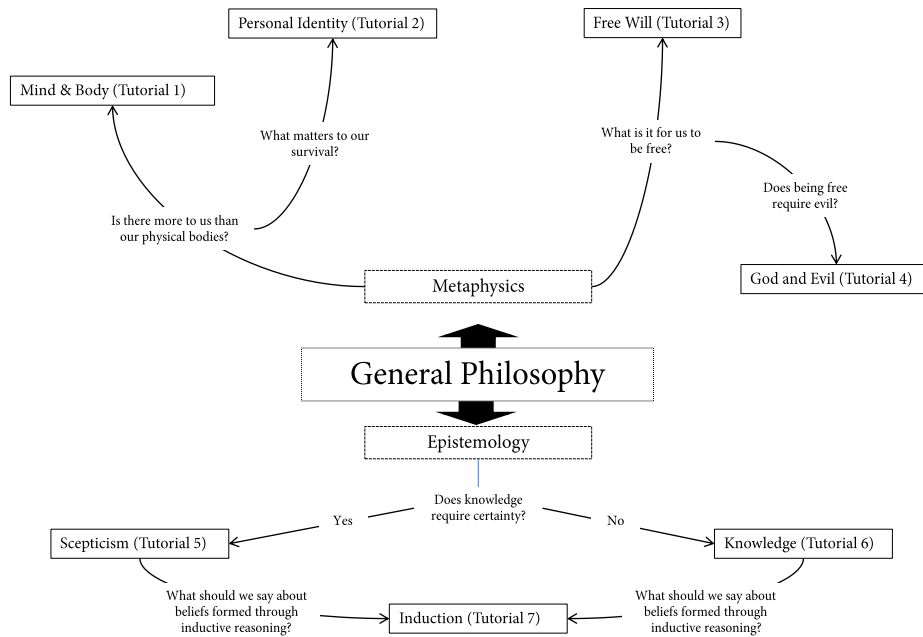 Personal Identity (Tutorial 2)
Free Will (Tutorial 3)
Mind & Body (Tutorial 1)
What matters to our
survival?
What is it for us to
be free?
Does being free
require evil?
Is there more to us than
our physical bodies?
God and Evil (Tutorial 4)
Metaphysics
General Philosophy
Epistemology
Does knowledge
require certainty?
Yes
No
Scepticism (Tutorial 5)
Knowledge (Tutorial 6)
What should we say about
beliefs formed through
inductive reasoning?
Induction (Tutorial 7)
What should we say about
beliefs formed through
inductive reasoning?